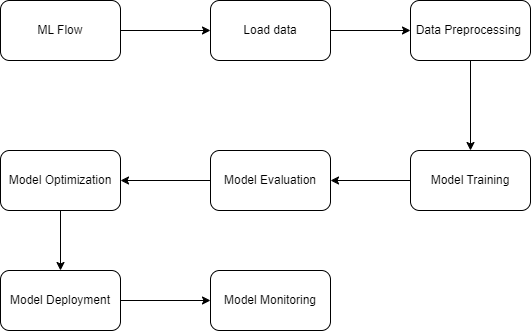 ML Flow
Load data
Data Preprocessing
Model Training
Model Evaluation
Model Optimization
Model Deployment
Model Monitoring